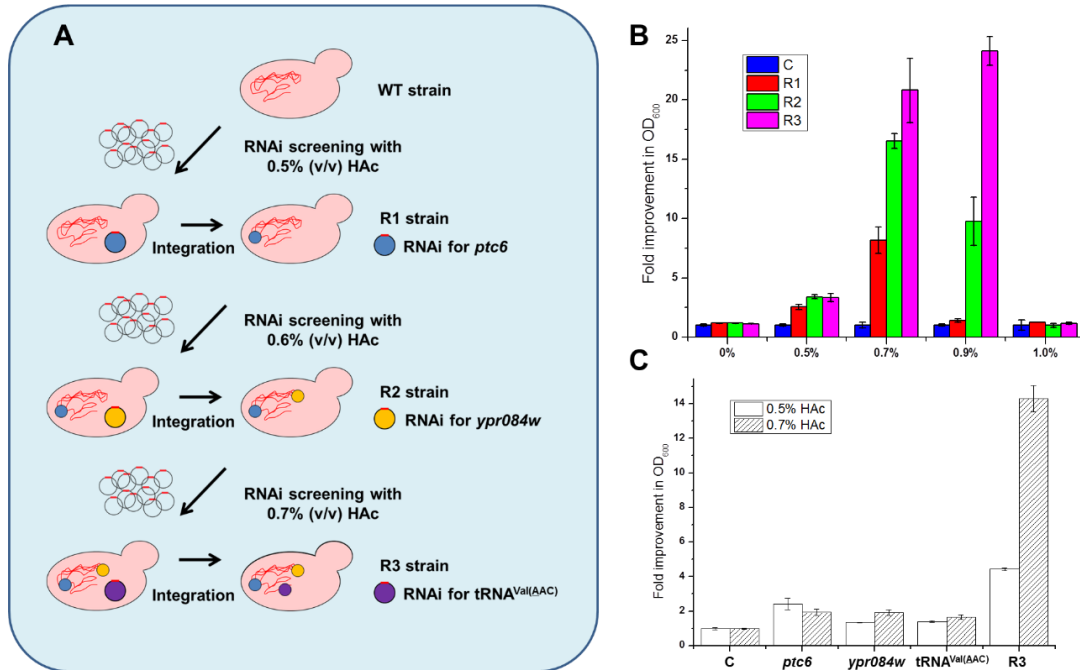 A
WT strain
RNAi screening with
0.5% (v/v) HAc
Integration
R1 strain
RNAi for ptc6
RNAi screening with
0.6% (v/v) HAc
Integration
R2 strain
RNAi for ypr084w
RNAi screening with
0.7% (v/v) HAc
Integration
R3 strain
RNAi for tRNAVal(AAC)
B
Fold improvement in OD600
25
20
15
10
5
0
C
R1
R2
R3
0%
0.5%
0.7%
0.9%
1.0%
C
Fold improvement in OD600
14
12
10
8
6
4
2
0
0.5% HAc
0.7% HAc
C
ptc6
ypr084w
tRNAVal(AAC)
R3